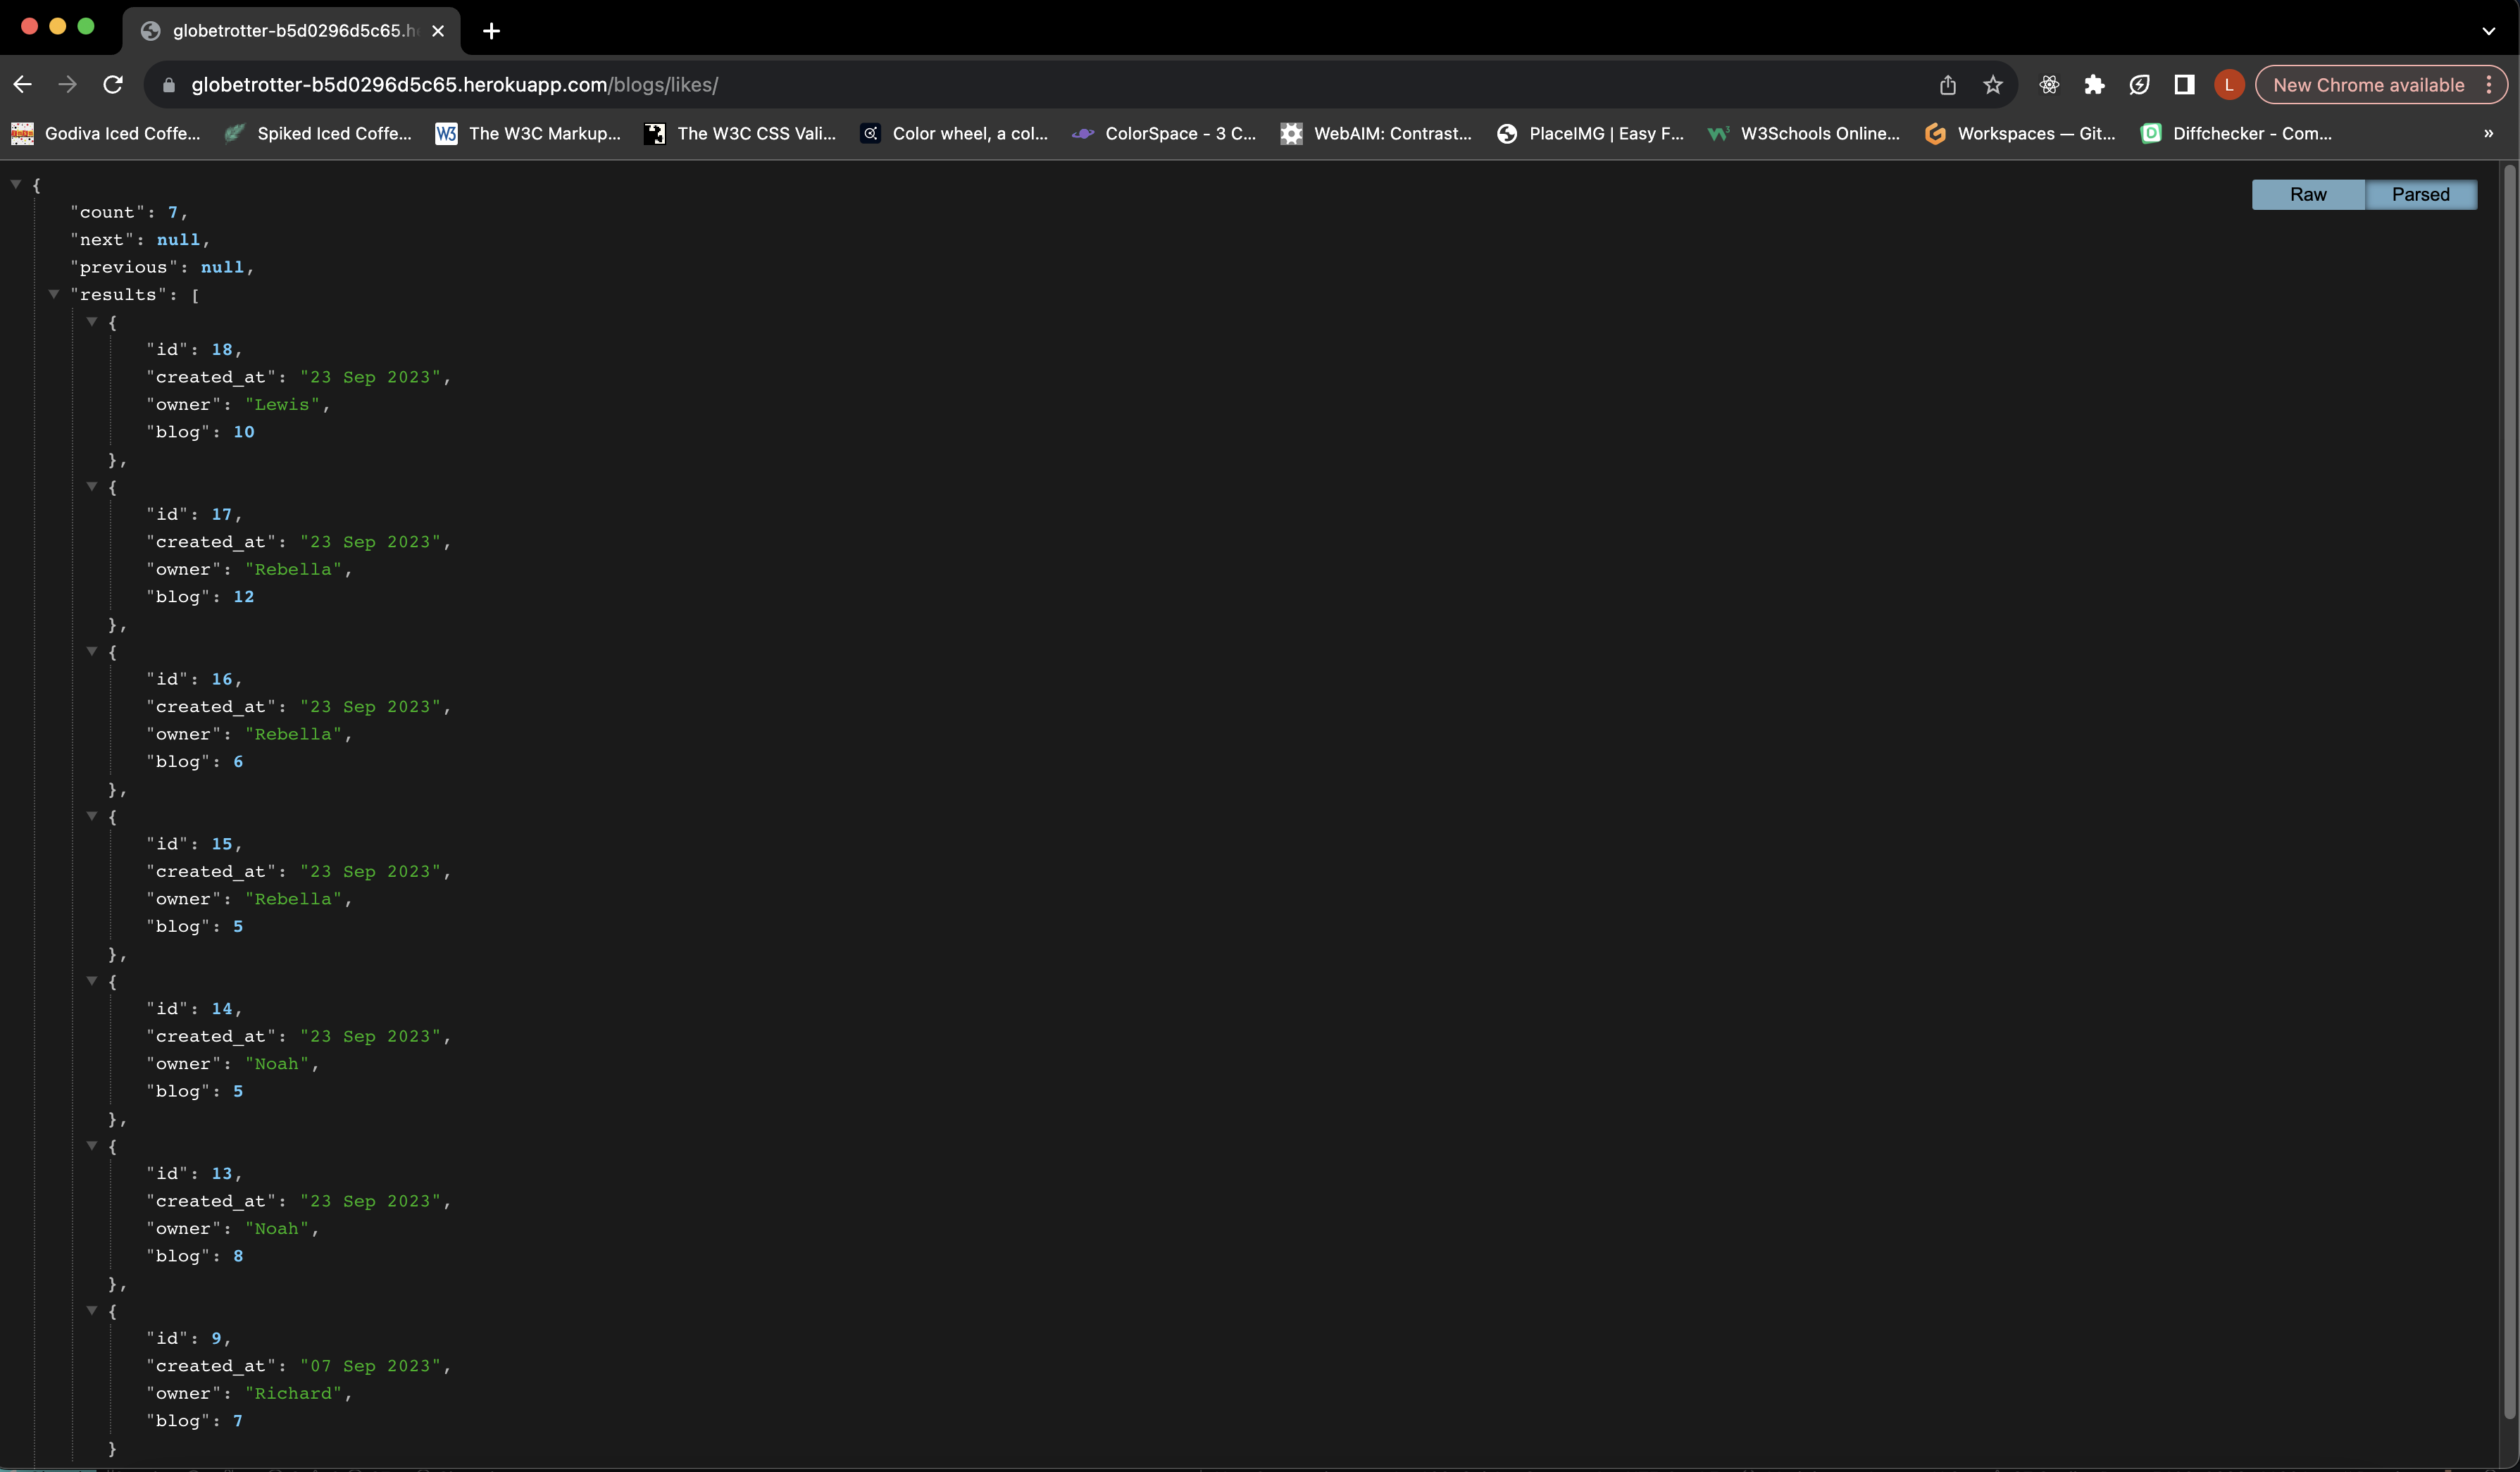 globetrotter-b5d0296d5c65.h
globetrotter-b5d0296d5c65.herokuapp.com/blogs/likes/
L
New Chrome available
Godiva Iced Coffe...
Spiked Iced Coffe...
The W3C Markup...
The W3C CSS Vali...
Color wheel, a col...
ColorSpace - 3 C...
WebAIM: Contrast...
PlaceIMG | Easy F...
W3Schools Online...
Workspaces — Git...
Diffchecker - Com...
»
Raw
Parsed
{
"count": 7,
"next": null,
"previous": null,
"results": [
{
"id": 18,
"created_at": "23 Sep 2023",
"owner": "Lewis",
"blog": 10
},
{
"id": 17,
"created_at": "23 Sep 2023",
"owner": "Rebella",
"blog": 12
},
{
"id": 16,
"created_at": "23 Sep 2023",
"owner": "Rebella",
"blog": 6
},
{
"id": 15,
"created_at": "23 Sep 2023",
"owner": "Rebella",
"blog": 5
},
{
"id": 14,
"created_at": "23 Sep 2023",
"owner": "Noah",
"blog": 5
},
{
"id": 13,
"created_at": "23 Sep 2023",
"owner": "Noah",
"blog": 8
},
{
"id": 9,
"created_at": "07 Sep 2023",
"owner": "Richard",
"blog": 7
}